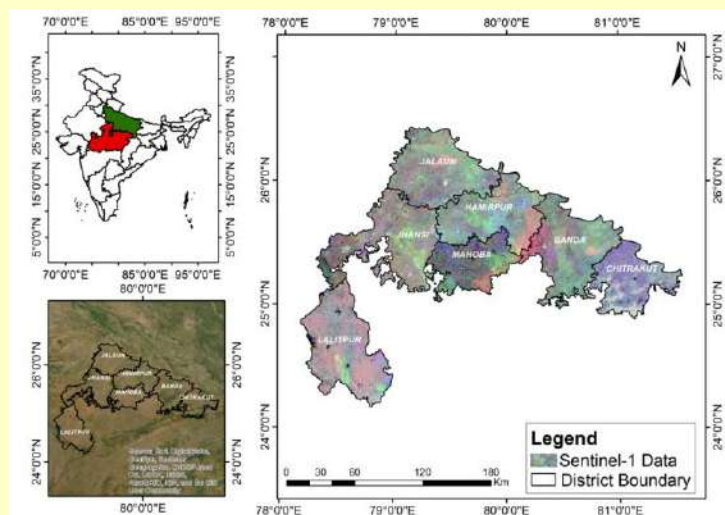 70°0'0"E 85°0'0"E 95°0'0"E
35°0'0"N
25°0'0"N
15°0'0"N
5°0'0"N
35°0'0"N
25°0'0"N
15°0'0"N
5°0'0"N
70°0'0"E 85°0'0"E 95°0'0"E
80°0'0"E
26°0'0"N
24°0'0"N
26°0'0"N
24°0'0"N
JALAUN
JHANSI
HAMIRPUR
MAHOBA
BANDA
CHITRAKUT
LALITPUR
80°0'0"E
78°0'0"E 79°0'0"E 80°0'0"E 81°0'0"E
27°0'0"N
26°0'0"N
25°0'0"N
24°0'0"N
26°0'0"N
25°0'0"N
24°0'0"N
N
JALAUN
HAMIRPUR
JHANSI
BANDA
MAHOBA
CHITRAKUT
LALITPUR
Legend
Sentinel-1 Data
District Boundary
0 30 60 120 180
Km
78°0'0"E 79°0'0"E 80°0'0"E 81°0'0"E